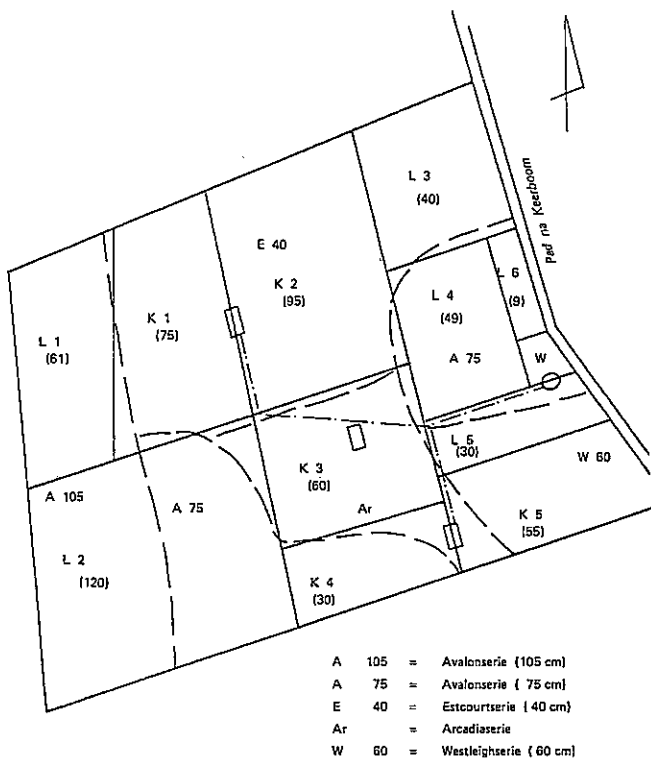 L 3
(40)
Pad na Keerboom
E 40
K 2
(95)
L 6
(9)
L 4
(49)
K 1
(75)
L 1
(61)
A 75
W
L 5
(30)
W 60
K 3
(60)
A 105
A 75
Ar
K 5
(55)
L 2
(120)
K 4
(30)
A 105 = Avalonserie (105 cm)
A 75 = Avalonserie ( 75 cm)
E 40 = Estcourtserie ( 40 cm)
Ar = Arcadiaserie
W 60 = Westleighserie ( 60 cm)